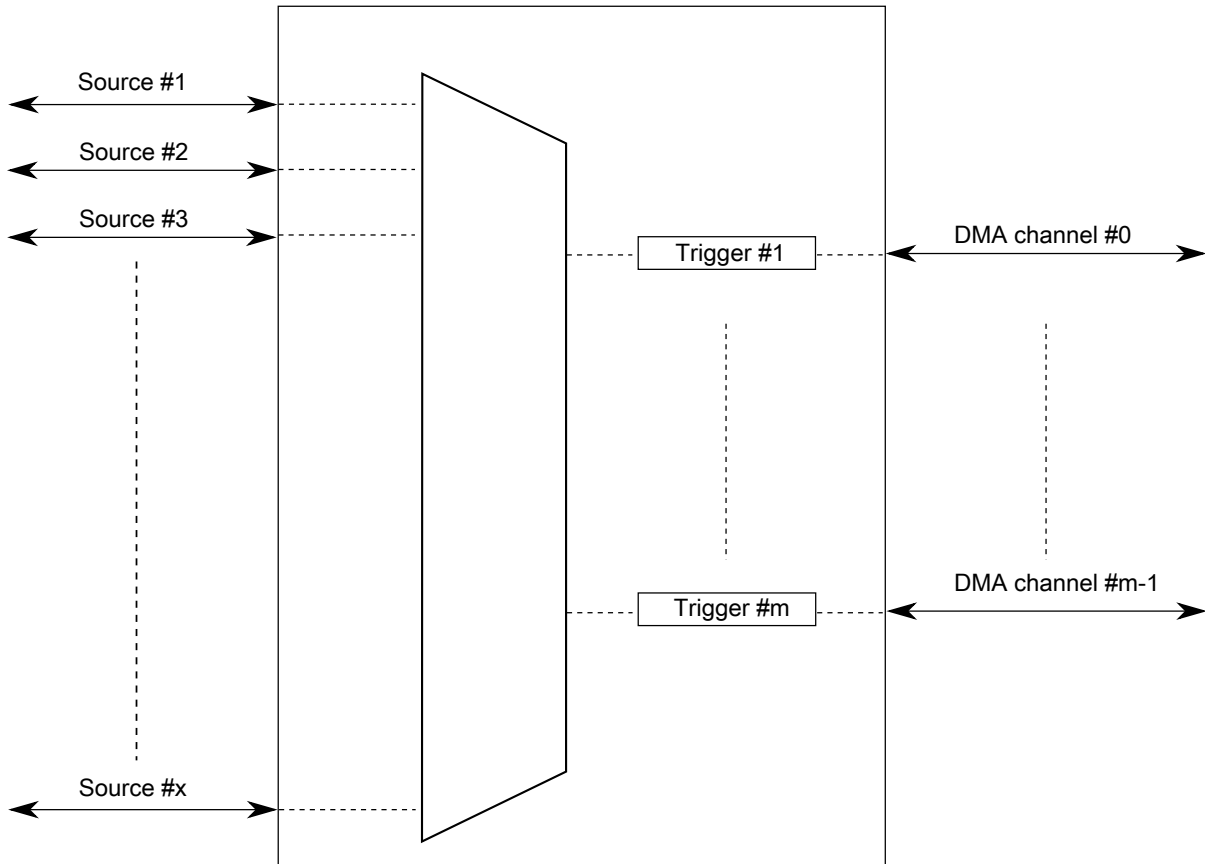 Source #1
Source #2
Source #3
Trigger #1
DMA channel #0
Trigger #m
DMA channel #m-1
Source #x